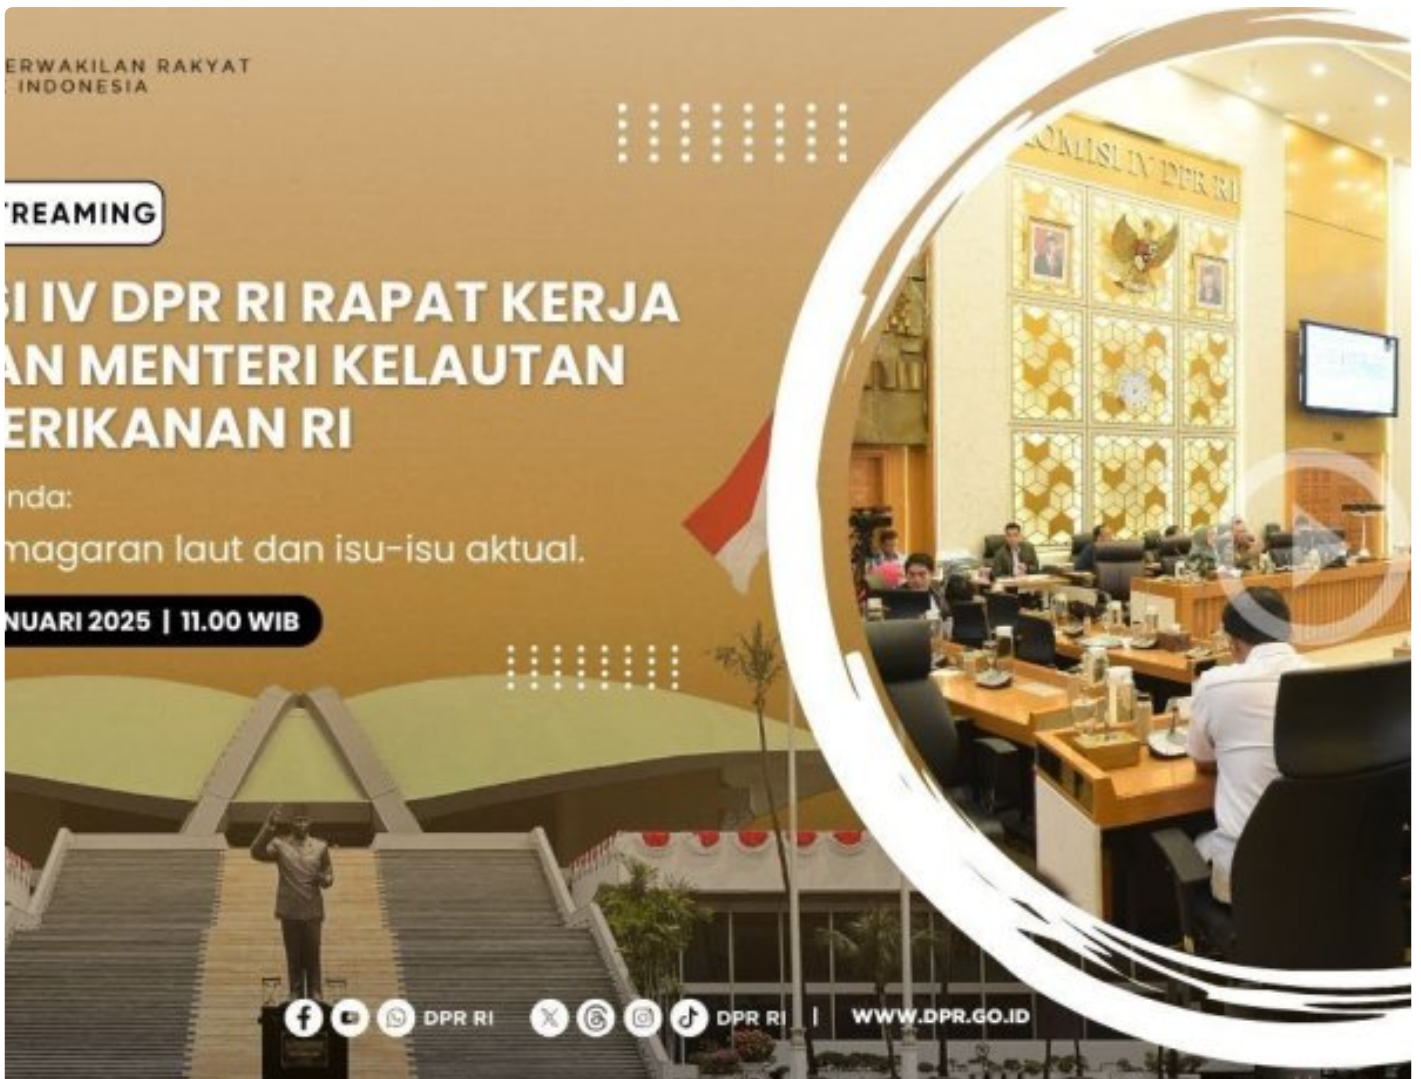 ERWAKILAN RAKYAT
INDONESIA
TREAMING
SI IV DPR RI RAPAT KERJA
AN MENTERI KELAUTAN
ERIKANAN RI
nda:
magaran laut dan isu-isu aktual.
NUARI 2025 | 11.00 WIB
KOMISI IV DPR RI
DPR RI
DPR RI | WWW.DPR.GO.ID